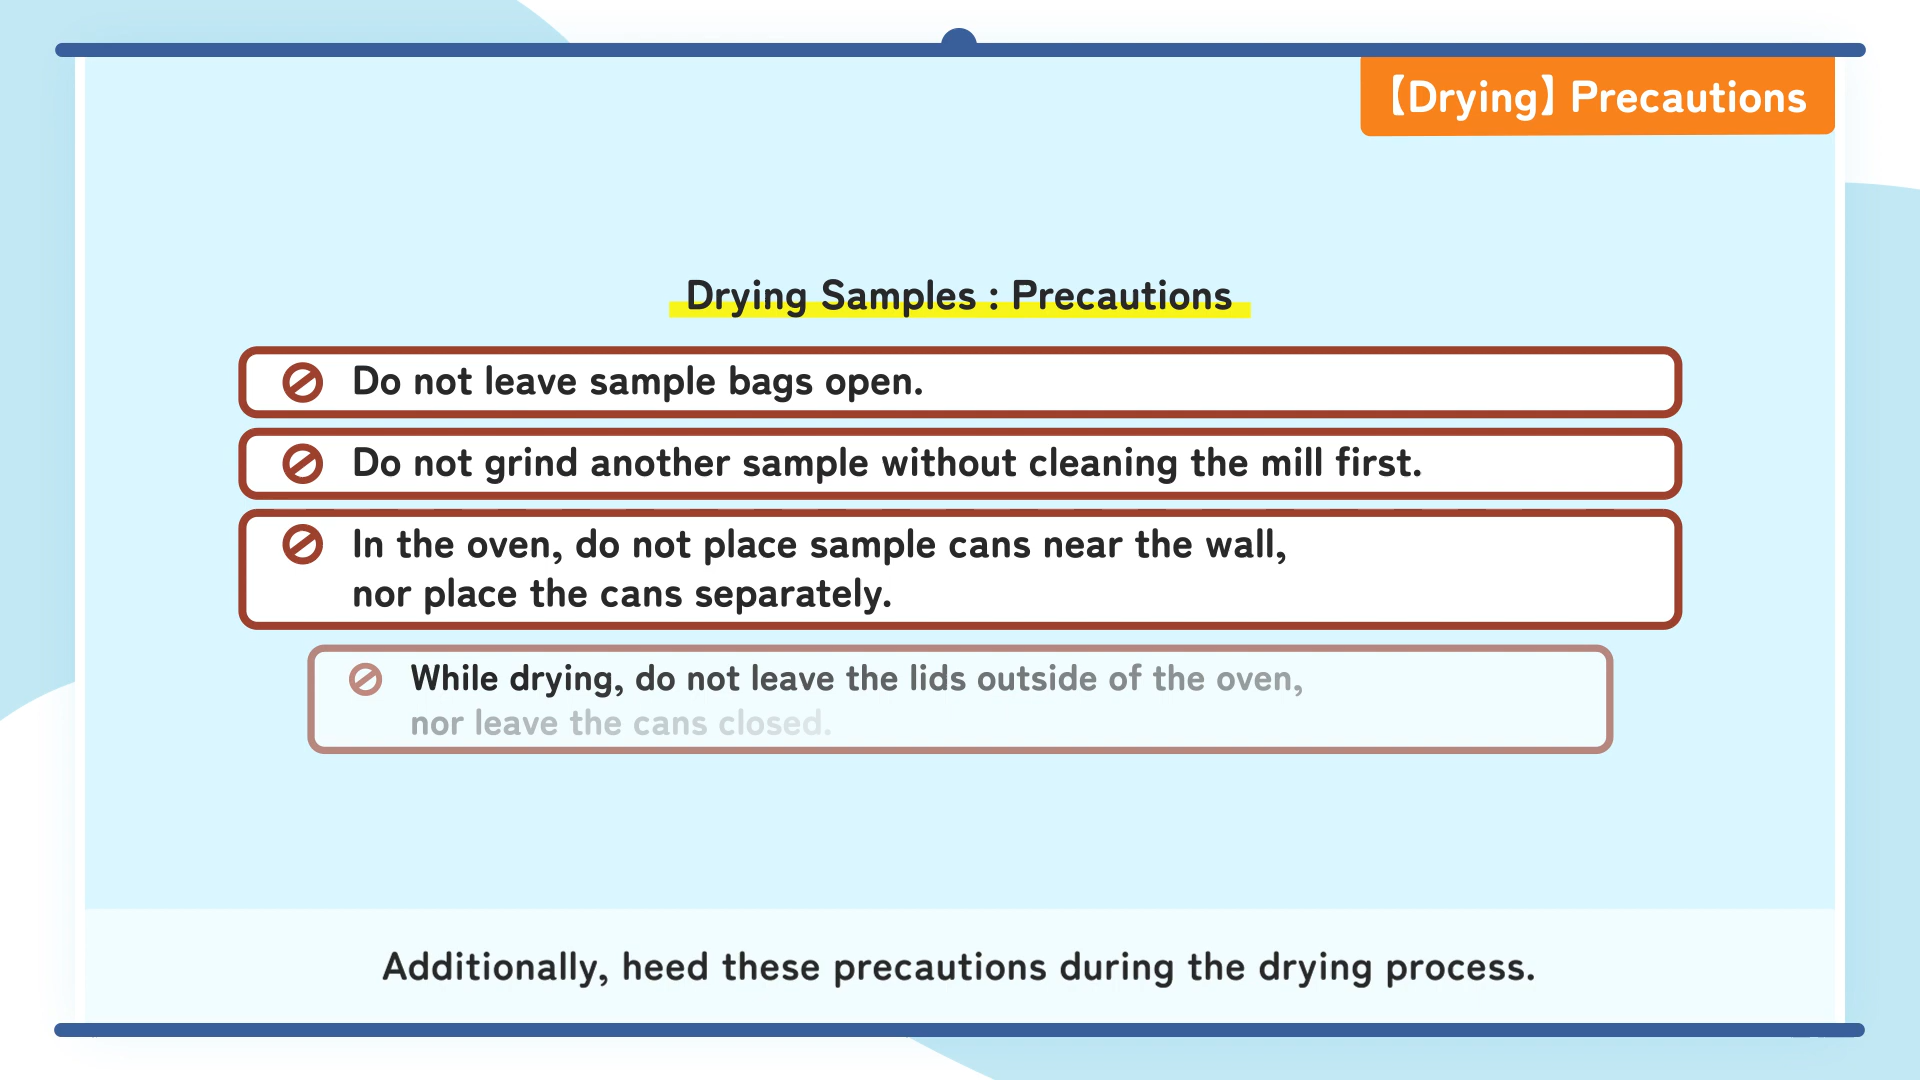 【Drying】Precautions
Drying Samples : Precautions
Do not leave sample bags open.
Do not grind another sample without cleaning the mill first.
In the oven, do not place sample cans near the wall,
nor place the cans separately.
While drying, do not leave the lids outside of the oven,
nor leave the cans closed.
Additionally, heed these precautions during the drying process.